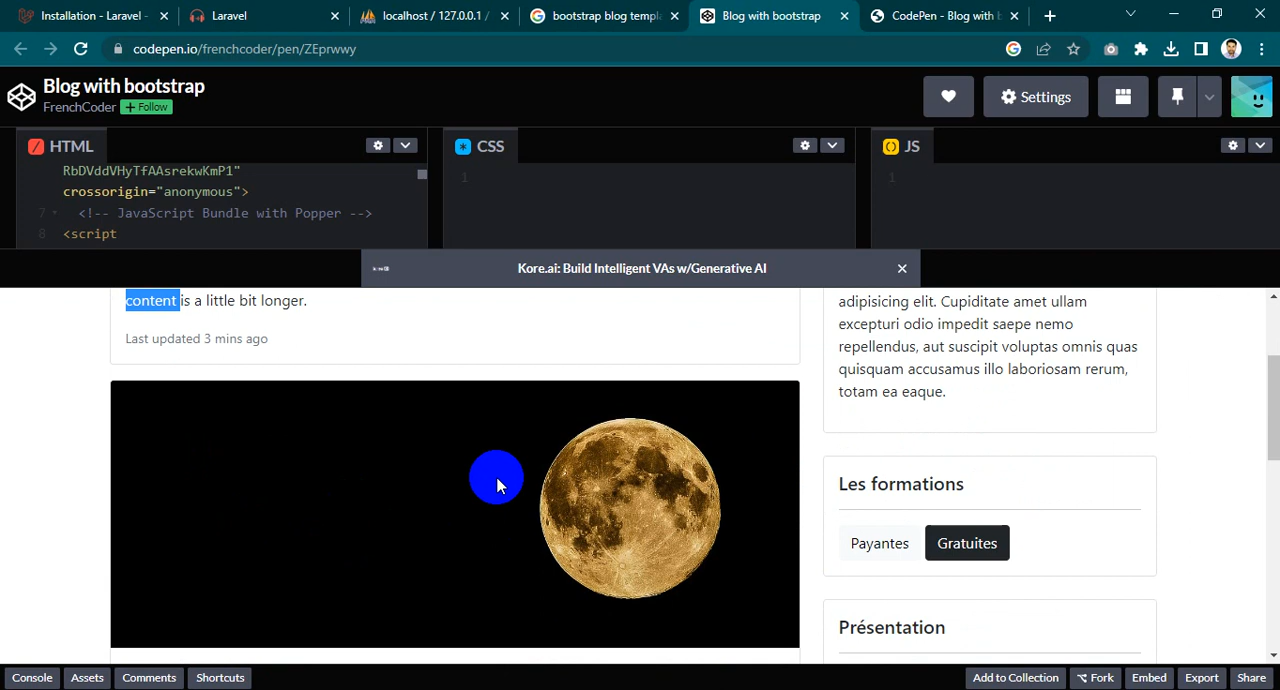 Installation - Laravel -
Laravel
localhost / 127.0.0.1 /
bootstrap blog templa
Blog with bootstrap
CodePen - Blog with b
codepen.io/frenchcoder/pen/ZEprwwy
Blog with bootstrap
FrenchCoder + Follow
Settings
HTML
CSS
JS
RbDVddVHyTfAAsrekwKmP1"
crossorigin="anonymous">
7 <!-- JavaScript Bundle with Popper -->
8 <script
1
1
Kore.ai: Build Intelligent VAs w/Generative AI
content is a little bit longer.
Last updated 3 mins ago
adipisicing elit. Cupiditate amet ullam
excepturi odio impedit saepe nemo
repellendus, aut suscipit voluptas omnis quas
quisquam accusamus illo laboriosam rerum,
totam ea eaque.
Les formations
Payantes Gratuites
Présentation
Console Assets Comments Shortcuts
Add to Collection Fork Embed Export Share